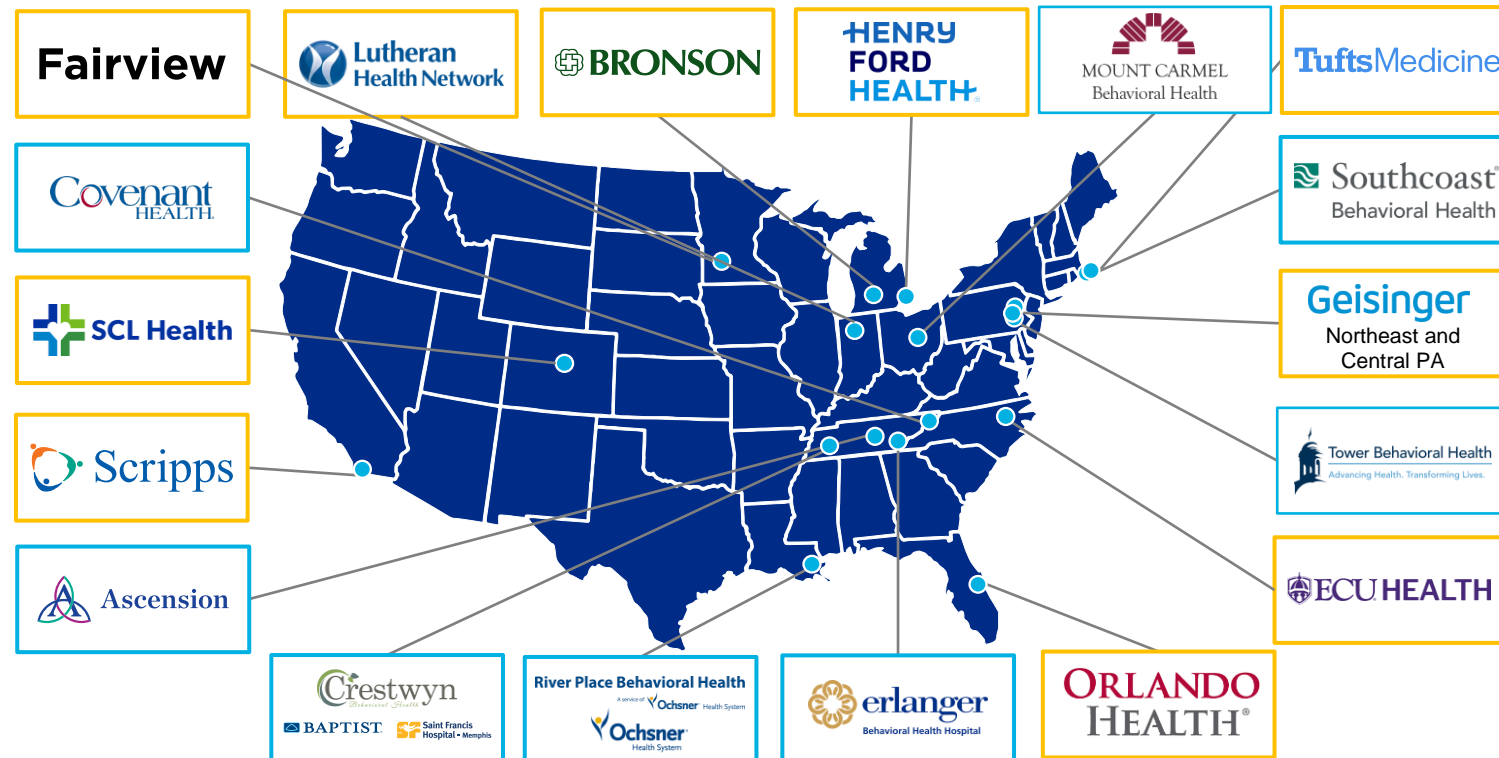 Fairview
Lutheran
Health Network
BRONSON
HENRY
FORD
HEALTH®
MOUNT CARMEL
Behavioral Health
TuftsMedicine
Covenant
HEALTH
Southcoast®
Behavioral Health
SCL Health
Geisinger
Northeast and
Central PA
Scripps
Tower Behavioral Health
Advancing Health. Transforming Lives.
Ascension
ECU HEALTH
Crestwyn
Behavioral Health
BAPTIST
SF
Saint Francis
Hospital - Memphis
River Place Behavioral Health
A service of Ochsner Health System
Ochsner
Health System
erlanger
Behavioral Health Hospital
ORLANDO
HEALTH®